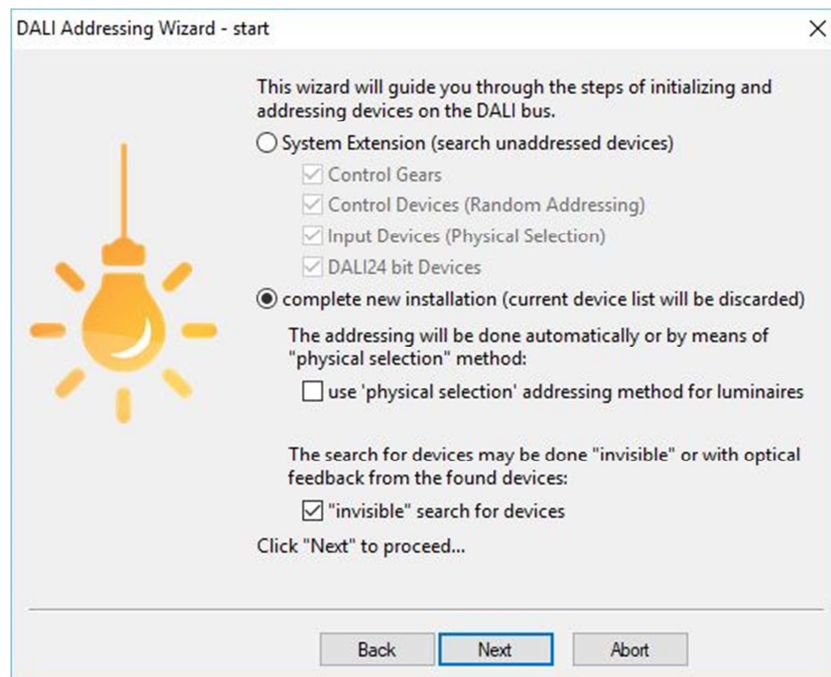 DALI Addressing Wizard - start
This wizard will guide you through the steps of initializing and
addressing devices on the DALI bus.
System Extension (search unaddressed devices)
Control Gears
Control Devices (Random Addressing)
Input Devices (Physical Selection)
DALI24 bit Devices
complete new installation (current device list will be discarded)
The addressing will be done automatically or by means of
"physical selection" method:
use 'physical selection' addressing method for luminaires
The search for devices may be done "invisible" or with optical
feedback from the found devices:
"invisible" search for devices
Click "Next" to proceed...
Back Next Abort